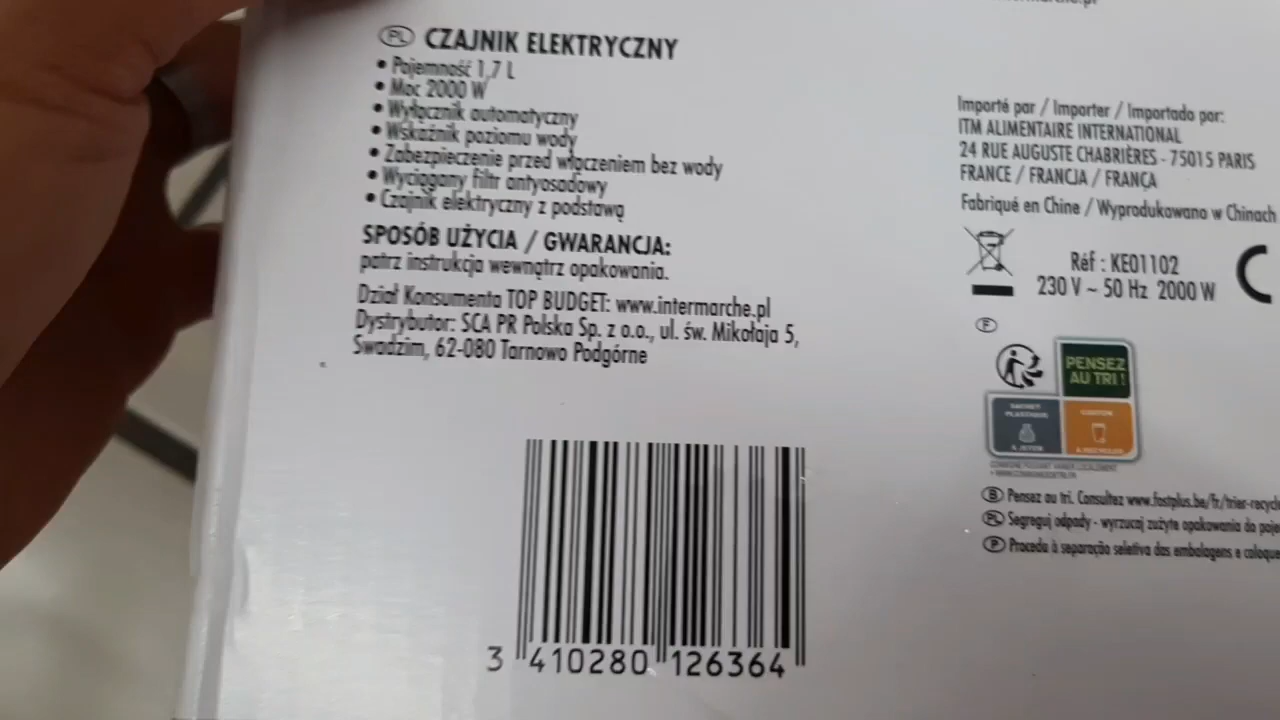 PL CZAJNIK ELEKTRYCZNY
• Pojemność 1,7 L
• Moc 2000 W
• Wyłącznik automatyczny
• Wskaźnik poziomu wody
• Zabezpieczenie przed włączeniem bez wody
• Wyciągany filtr antyosadowy
• Czajnik elektryczny z podstawą
SPOSÓB UŻYCIA / GWARANCJA:
patrz instrukcja wewnątrz opakowania.
Dział Konsumenta TOP BUDGET: www.intermarche.pl
Dystrybutor: SCA PR Polska Sp. z o.o., ul. św. Mikołaja 5,
Swadzim, 62-080 Tarnowo Podgórne
3 410280 126364
Importé par / Importer / Importado por:
ITM ALIMENTAIRE INTERNATIONAL
24 RUE AUGUSTE CHABRIÈRES - 75015 PARIS
FRANCE / FRANCJA / FRANÇA
Fabriqué en Chine / Wyprodukowano w Chinach
Réf : KE01102
230 V ~ 50 Hz 2000 W
F
PENSEZ
AU TRI !
SACHET
PLASTIQUE
À JETER
CARTON
À RECYCLER
B Pensez au tri. Consultez www.fostplus.be/fr/trier-recycl
PL Segreguj odpady - wyrzucaj zużyte opakowania do poje
P Proceda à separação seletiva das embalagens e coloque